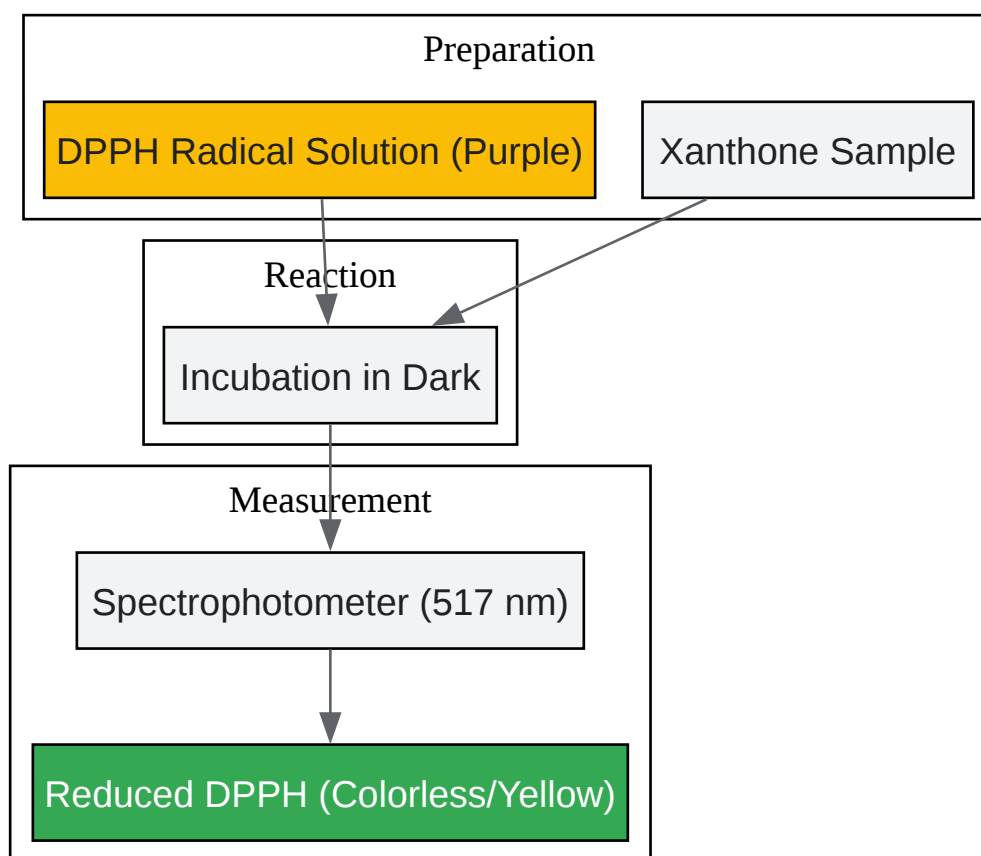 Preparation
DPPH Radical Solution (Purple)
Xanthone Sample
Reaction
Incubation in Dark
Measurement
Spectrophotometer (517 nm)
Reduced DPPH (Colorless/Yellow)